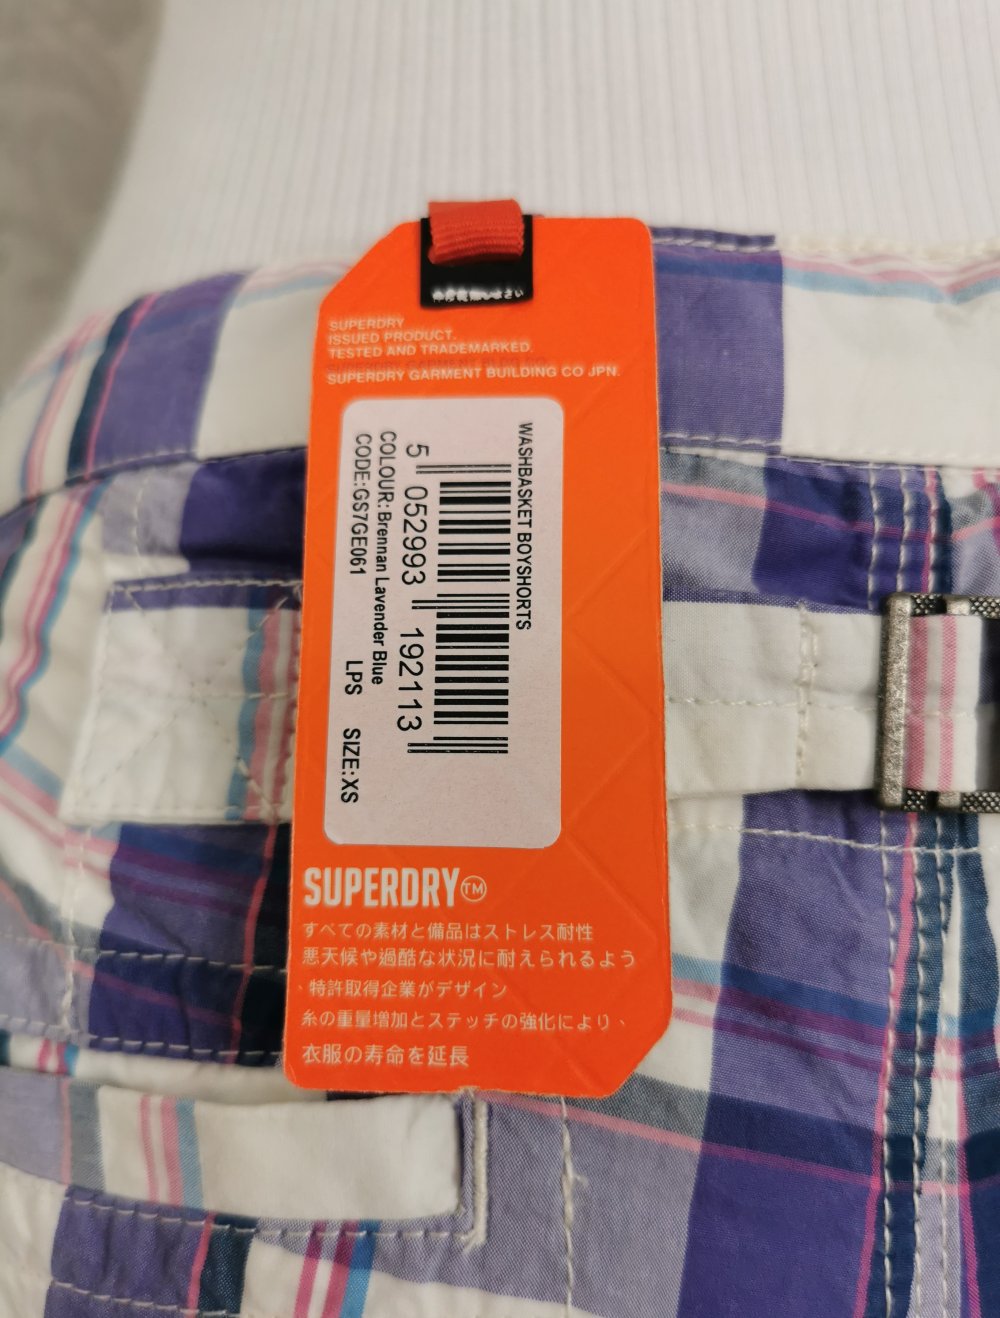 SUPERDRY
ISSUED PRODUCT.
TESTED AND TRADEMARKED.
SUPERDRY GARMENT BUILDING CO JPN.
WASHBASKET BOYSHORTS
5 052993 192113
COLOUR: Brennan Lavender Blue
CODE: GS7GE061 LPS SIZE: XS
SUPERDRY TM
すべての素材と備品はストレス耐性
悪天候や過酷な状況に耐えられるよう
、特許取得企業がデザイン
糸の重量増加とステッチの強化により、
衣服の寿命を延長